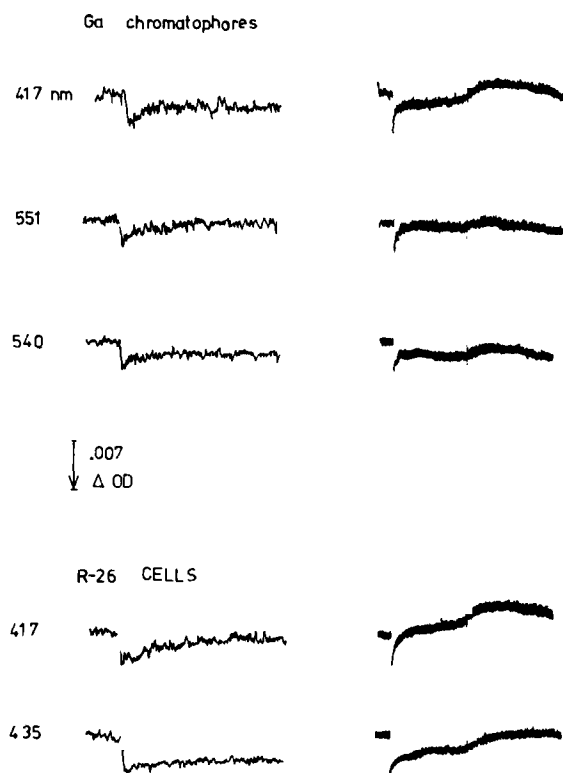 Ga chromatophores
417 nm
551
540
.007
Δ OD
R-26 CELLS
417
435